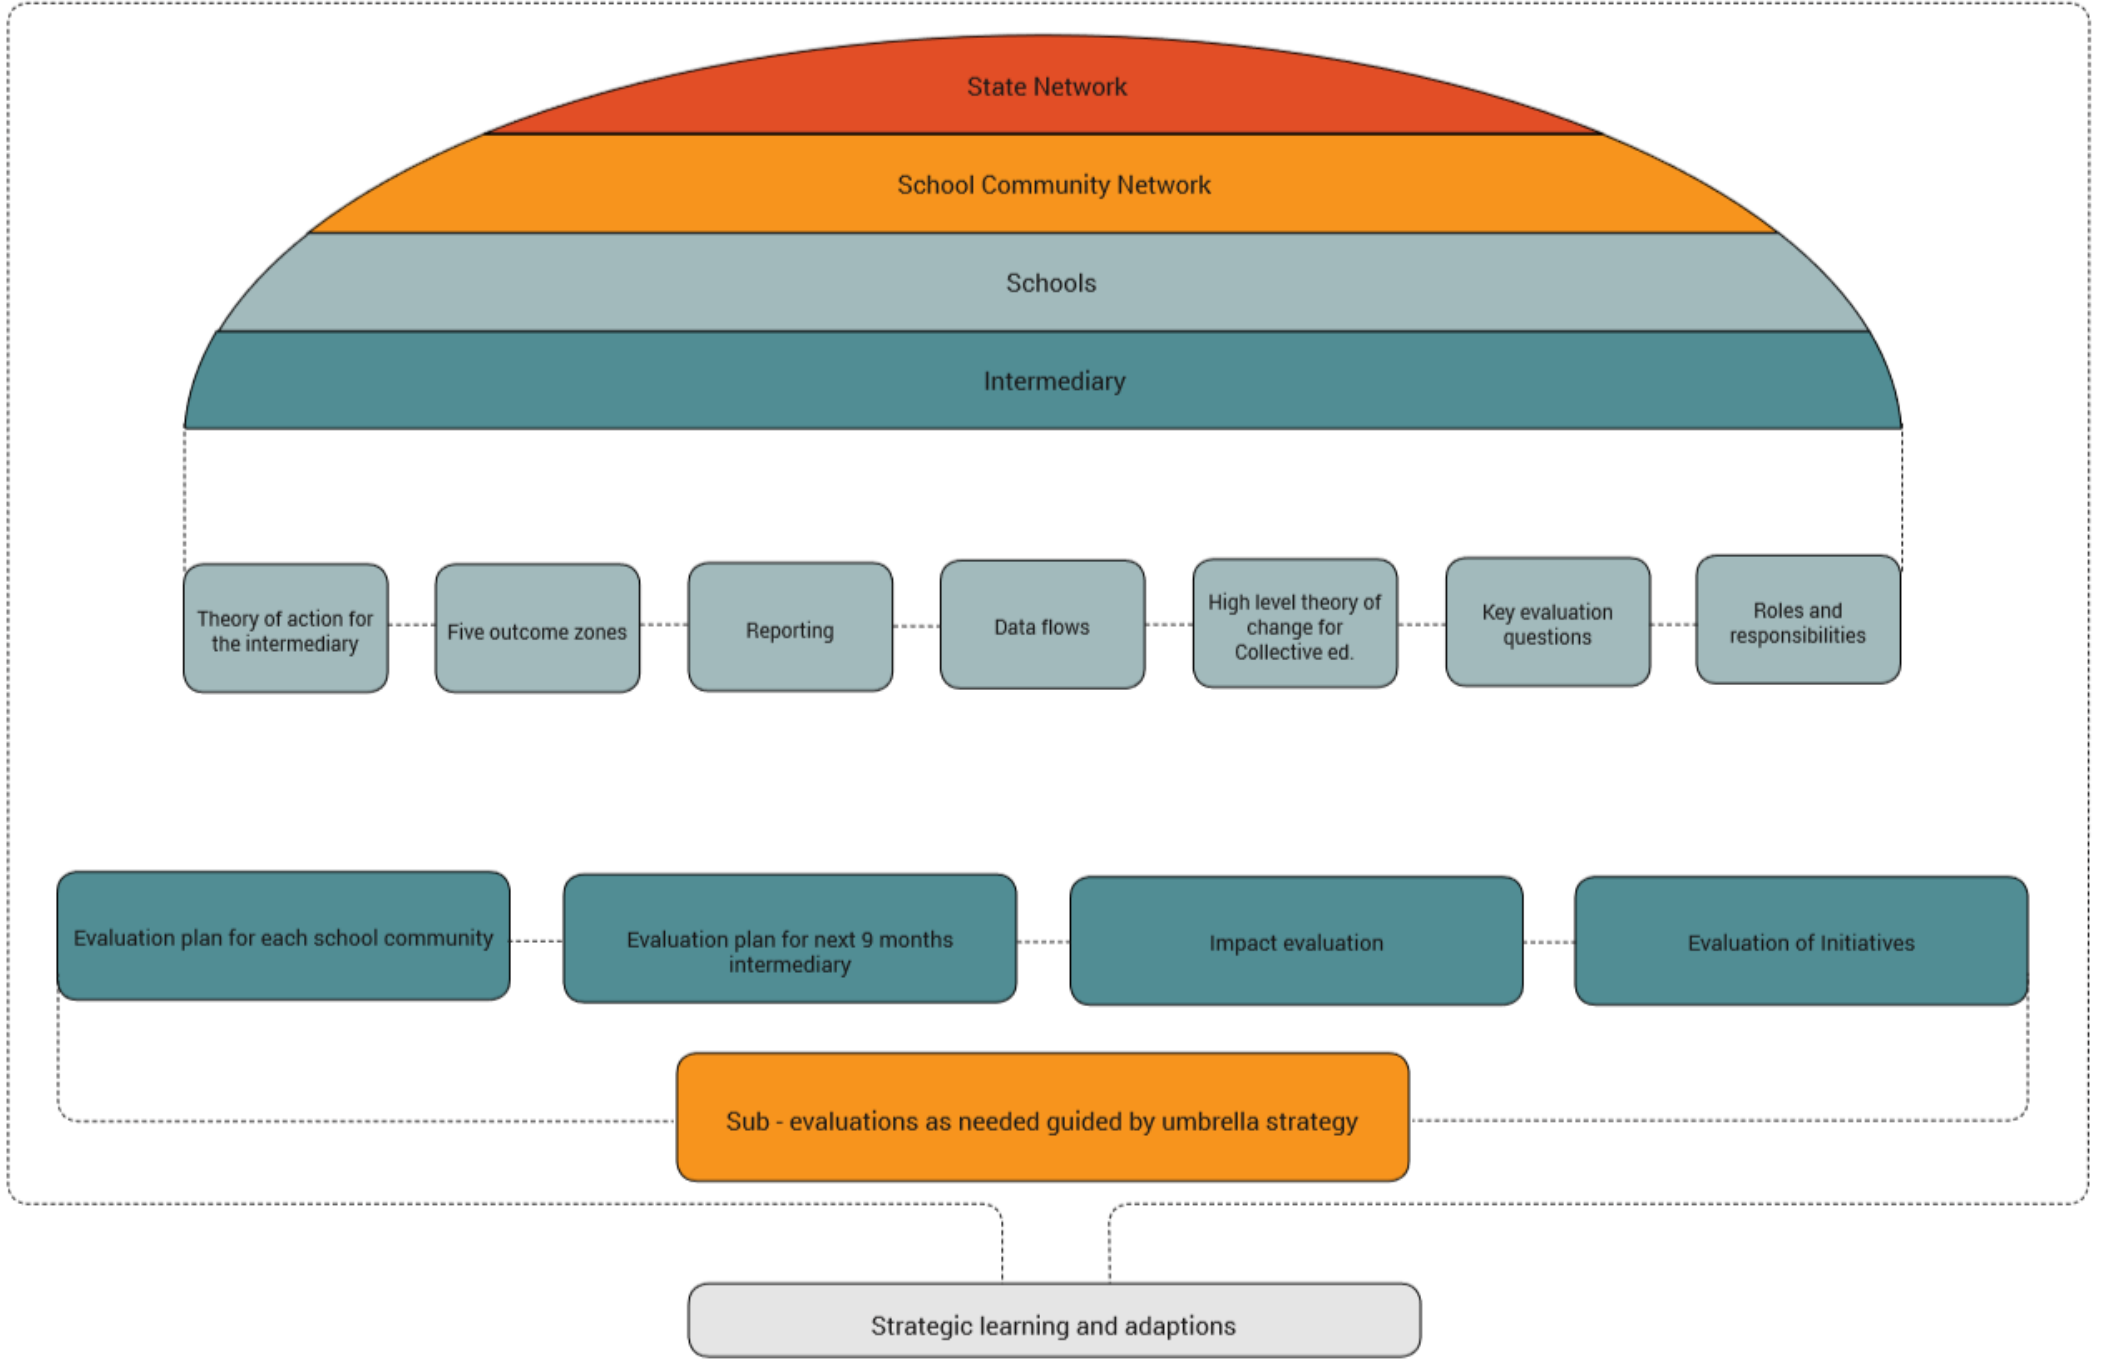 State Network
School Community Network
Schools
Intermediary
Theory of action for
the intermediary
Five outcome zones
Reporting
Data flows
High level theory of
change for
Collective ed.
Key evaluation
questions
Roles and
responsibilities
Evaluation plan for each school community
Evaluation plan for next 9 months
intermediary
Impact evaluation
Evaluation of Initiatives
Sub - evaluations as needed guided by umbrella strategy
Strategic learning and adaptions